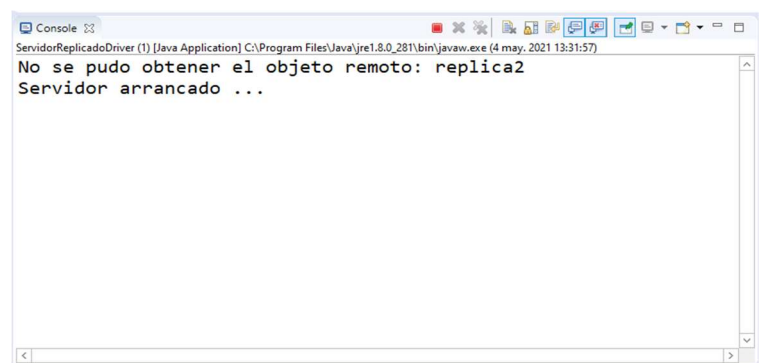 Console
ServidorReplicadoDriver (1) [Java Application] C:\Program Files\Java\jre1.8.0_281\bin\javaw.exe (4 may. 2021 13:31:57)
No se pudo obtener el objeto remoto: replica2
Servidor arrancado ...